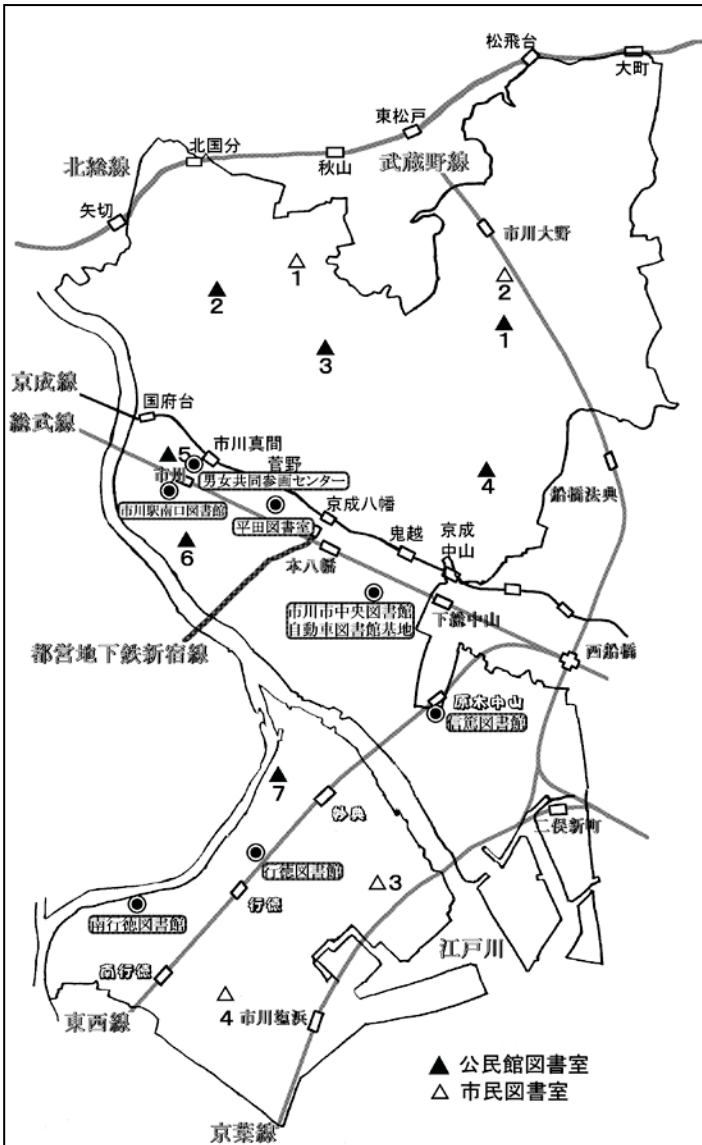 松飛台
大町
東松戸
北国分
秋山
北総線
武蔵野線
矢切
市川大野
1
2
2
1
3
京成線
国府台
総武線
市川真間
5
菅野
市川
男女共同参画センター
4
船橋法典
市川駅南口図書館
平田図書室
京成八幡
鬼越
京成
中山
6
本八幡
市川市中央図書館
自動車図書館基地
下総中山
都営地下鉄新宿線
西船橋
原木中山
信篤図書館
7
妙典
二俣新町
行徳図書館
3
行徳
南行徳図書館
江戸川
南行徳
4
市川塩浜
東西線
▲ 公民館図書室
△ 市民図書室
京葉線